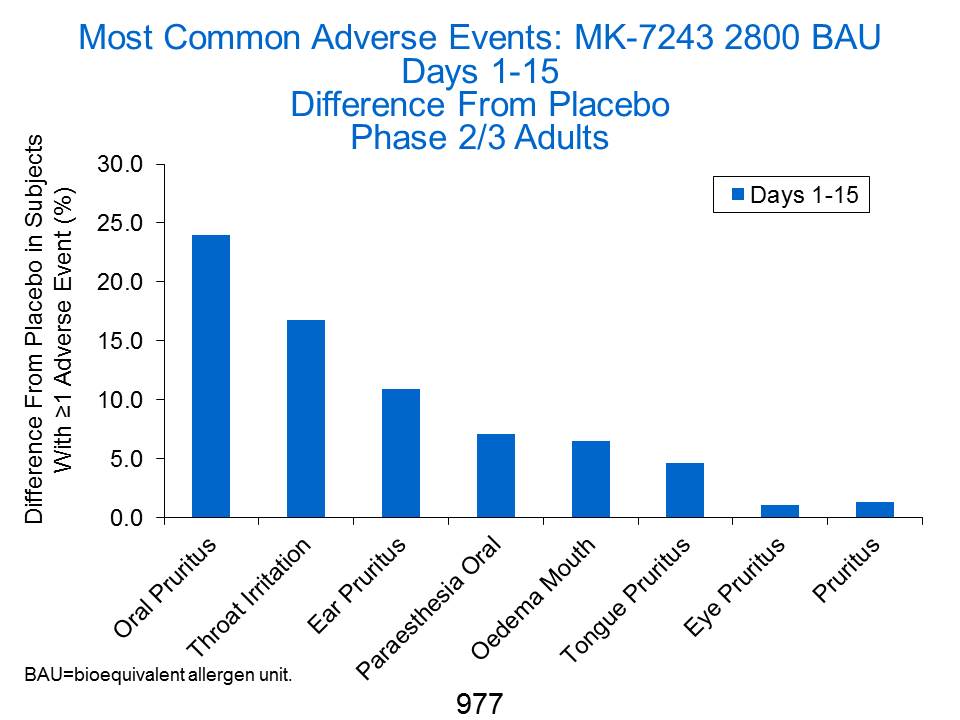 Most Common Adverse Events: MK-7243 2800 BAU
Days 1-15
Difference From Placebo
Phase 2/3 Adults
Difference From Placebo in Subjects
With ≥1 Adverse Event (%)
30.0
25.0
20.0
15.0
10.0
5.0
0.0
Days 1-15
Oral Pruritus
Throat Irritation
Ear Pruritus
Paraesthesia Oral
Oedema Mouth
Tongue Pruritus
Eye Pruritus
Pruritus
BAU=bioequivalent allergen unit.
977